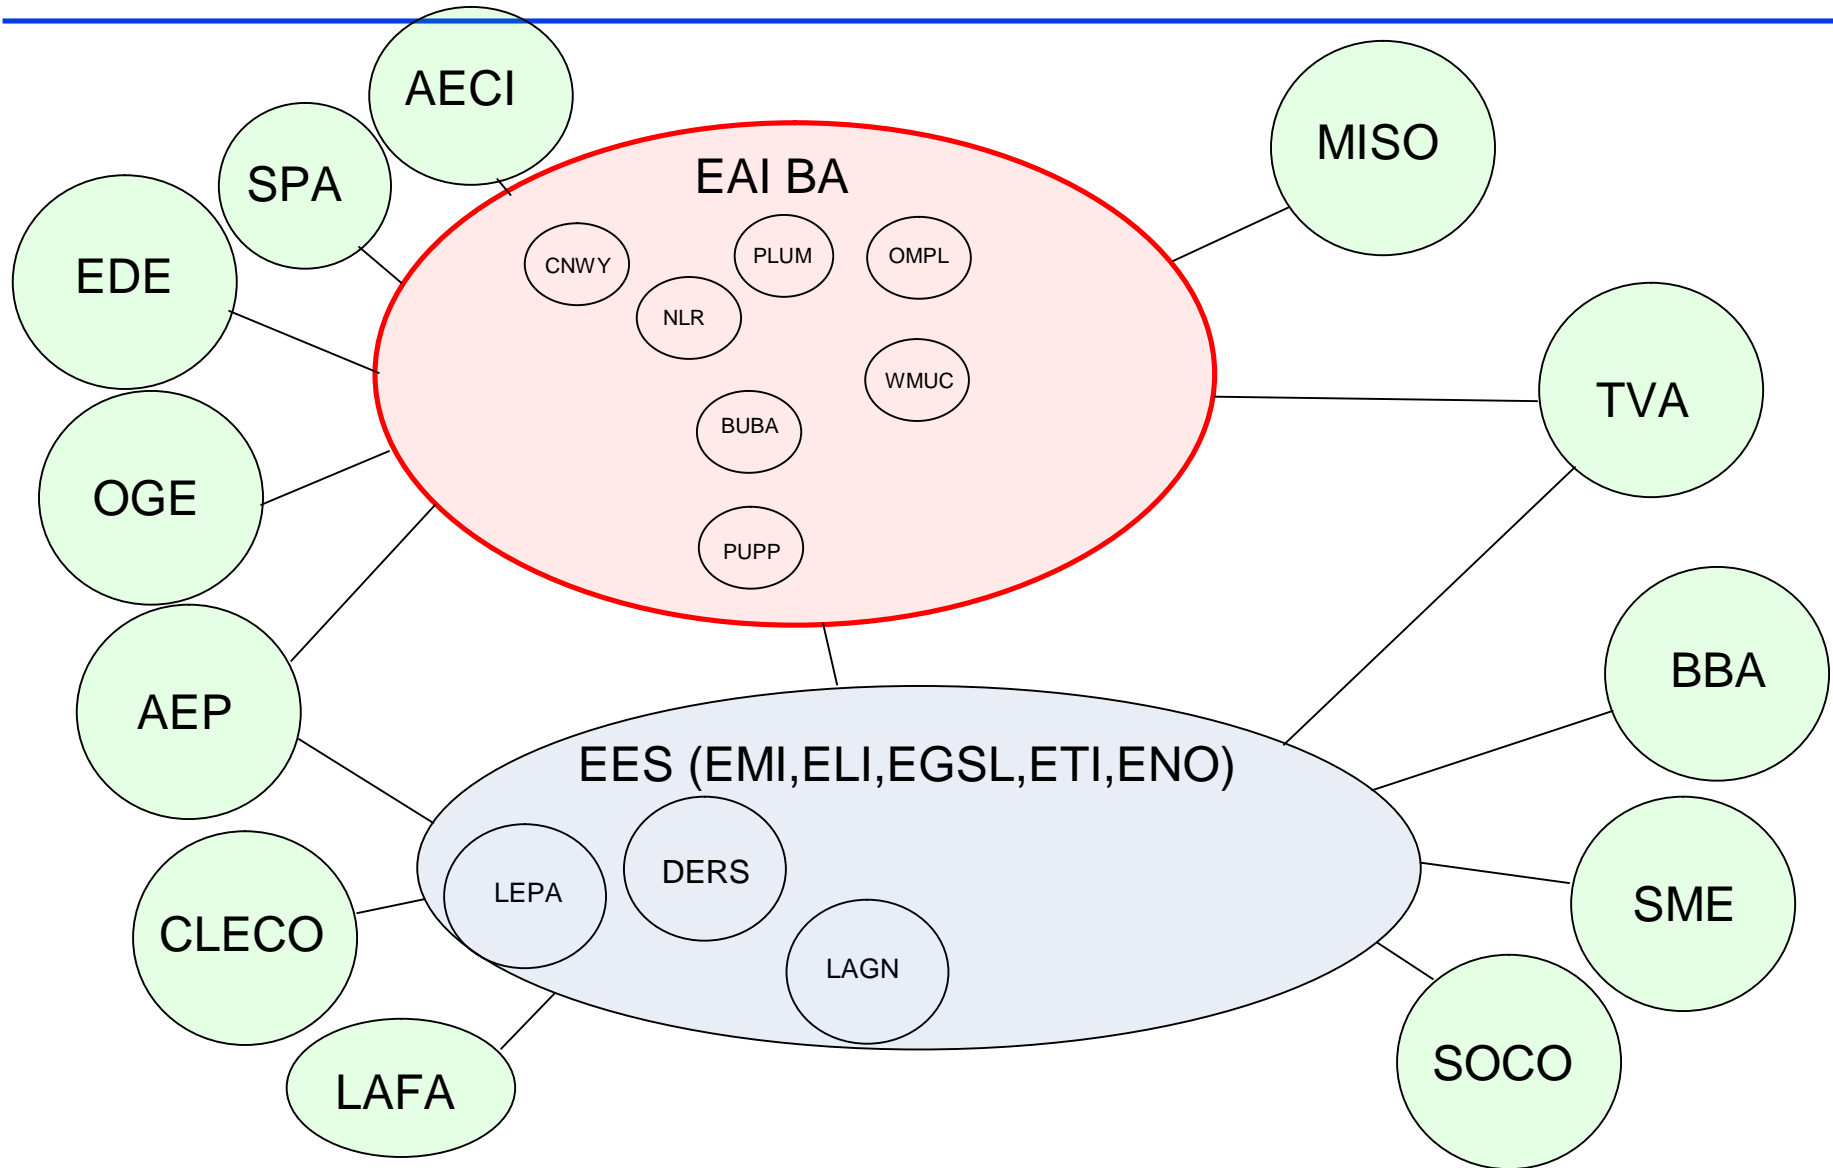 AECI
MISO
SPA
EAI BA
EDE
CNWY
PLUM
OMPL
NLR
TVA
WMUC
BUBA
OGE
PUPP
BBA
AEP
EES (EMI,ELI,EGSL,ETI,ENO)
LEPA
DERS
SME
CLECO
LAGN
SOCO
LAFA